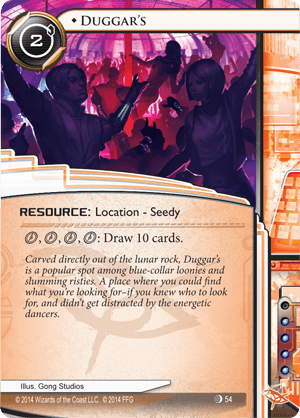 ◆ DUGGAR'S
2
RESOURCE: Location - Seedy
, , , : Draw 10 cards.
Carved directly out of the lunar rock, Duggar's
is a popular spot among blue-collar loonies and
slumming risties. A place where you could find
what you're looking for–if you knew who to look
for, and didn't get distracted by the energetic
dancers.
Illus. Gong Studios
© 2014 Wizards of the Coast LLC. © 2014 FFG
54